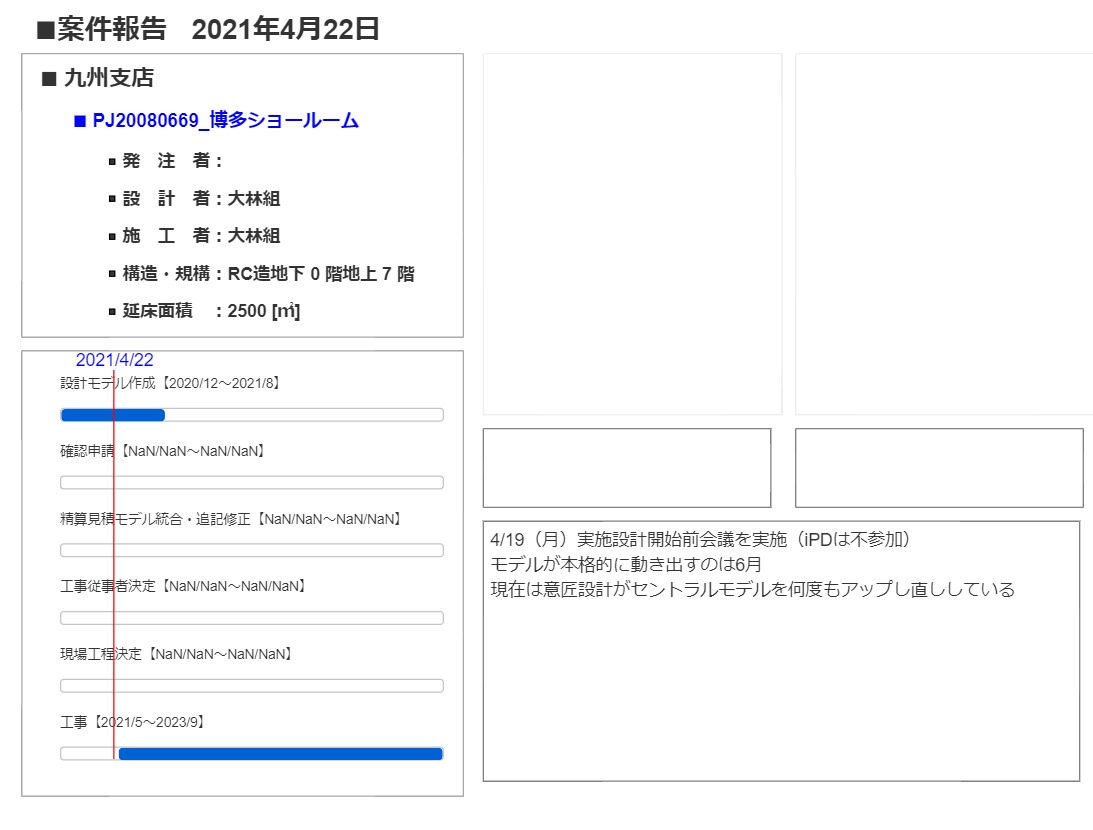 ■案件報告 2021年4月22日
■ 九州支店
■ PJ20080669_博多ショールーム
▪ 発　注　者：
▪ 設　計　者：大林組
▪ 施　工　者：大林組
▪ 構造・規構：RC造地下 0 階地上 7 階
▪ 延床面積　：2500 [㎡]
2021/4/22
設計モデル作成【2020/12～2021/8】
確認申請【NaN/NaN～NaN/NaN】
精算見積モデル統合・追記修正【NaN/NaN～NaN/NaN】
工事従事者決定【NaN/NaN～NaN/NaN】
現場工程決定【NaN/NaN～NaN/NaN】
工事【2021/5～2023/9】
4/19（月）実施設計開始前会議を実施（iPDは不参加）
モデルが本格的に動き出すのは6月
現在は意匠設計がセントラルモデルを何度もアップし直ししている